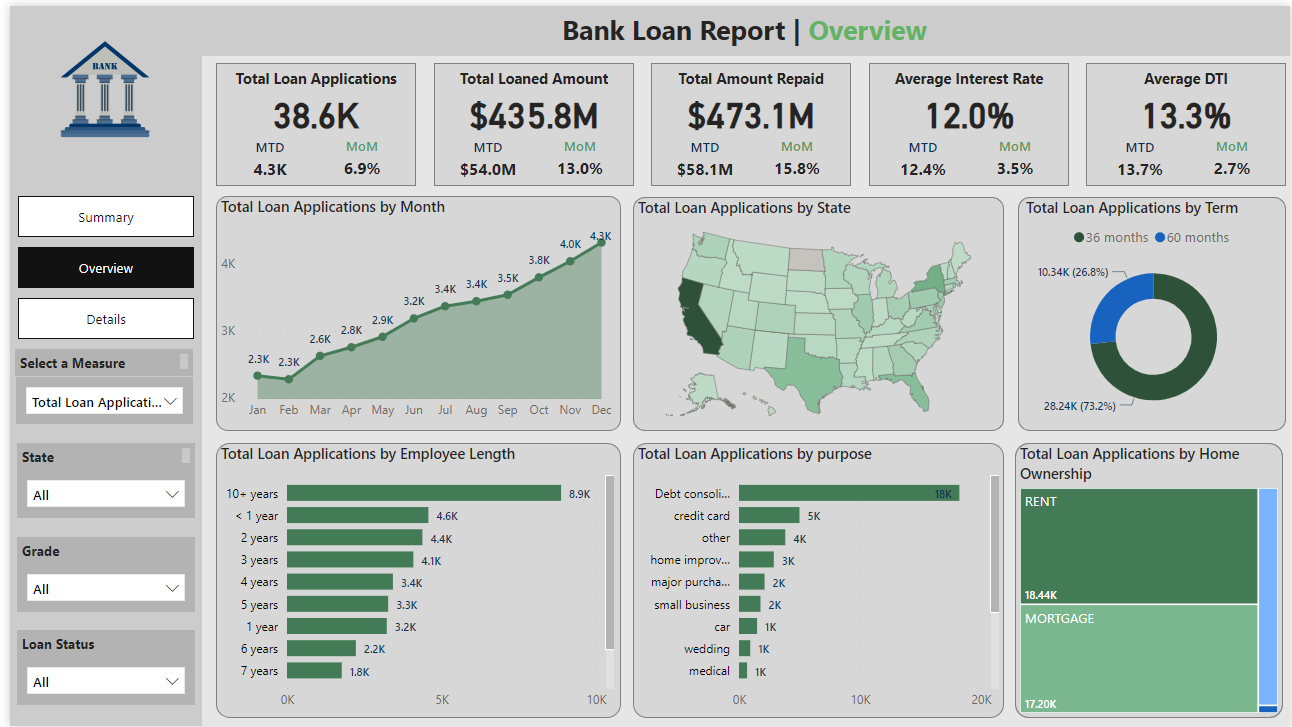 Bank Loan Report | Overview
BANK
Total Loan Applications
38.6K
MTD MoM
4.3K 6.9%
Total Loaned Amount
$435.8M
MTD MoM
$54.0M 13.0%
Total Amount Repaid
$473.1M
MTD MoM
$58.1M 15.8%
Average Interest Rate
12.0%
MTD MoM
12.4% 3.5%
Average DTI
13.3%
MTD MoM
13.7% 2.7%
Summary
Overview
Details
Select a Measure
Total Loan Applicati...
State
All
Grade
All
Loan Status
All
Total Loan Applications by Month
4K
3K
2K
2.3K 2.3K 2.6K 2.8K 2.9K 3.2K 3.4K 3.4K 3.5K 3.8K 4.0K 4.3K
Jan Feb Mar Apr May Jun Jul Aug Sep Oct Nov Dec
Total Loan Applications by State
Total Loan Applications by Term
36 months 60 months
10.34K (26.8%)
28.24K (73.2%)
Total Loan Applications by Employee Length
10+ years 8.9K
< 1 year 4.6K
2 years 4.4K
3 years 4.1K
4 years 3.4K
5 years 3.3K
1 year 3.2K
6 years 2.2K
7 years 1.8K
0K 5K 10K
Total Loan Applications by purpose
Debt consoli... 18K
credit card 5K
other 4K
home improv... 3K
major purcha... 2K
small business 2K
car 1K
wedding 1K
medical 1K
0K 10K 20K
Total Loan Applications by Home
Ownership
RENT
18.44K
MORTGAGE
17.20K